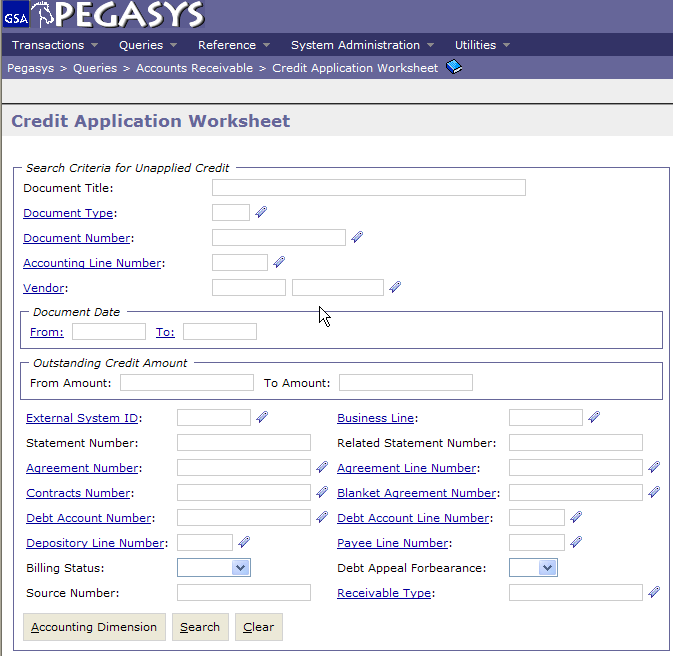 GSA PEGASYS
Transactions Queries Reference System Administration Utilities
Pegasys > Queries > Accounts Receivable > Credit Application Worksheet
Credit Application Worksheet
Search Criteria for Unapplied Credit
Document Title:
Document Type:
Document Number:
Accounting Line Number:
Vendor:
Document Date
From: To:
Outstanding Credit Amount
From Amount: To Amount:
External System ID: Business Line:
Statement Number: Related Statement Number:
Agreement Number: Agreement Line Number:
Contracts Number: Blanket Agreement Number:
Debt Account Number: Debt Account Line Number:
Depository Line Number: Payee Line Number:
Billing Status: Debt Appeal Forbearance:
Source Number: Receivable Type:
Accounting Dimension Search Clear